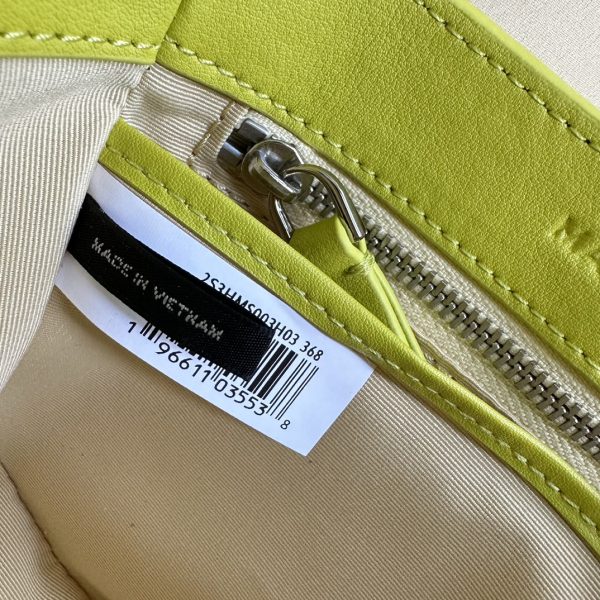 MADE IN VIETNAM
2S3HMS003H03 368
1 96611 03553 8